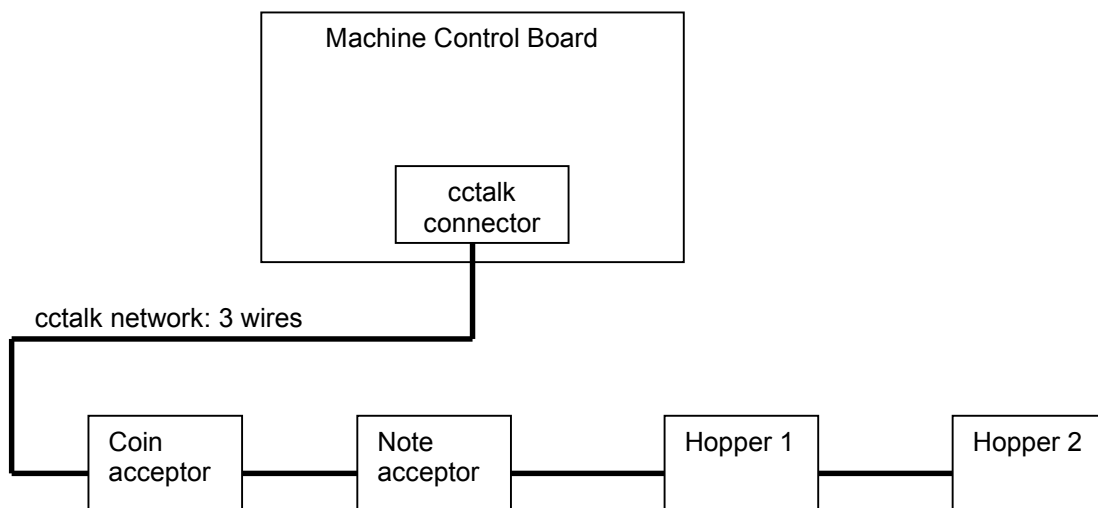 Machine Control Board
cctalk
connector
cctalk network: 3 wires
Coin
acceptor
Note
acceptor
Hopper 1
Hopper 2